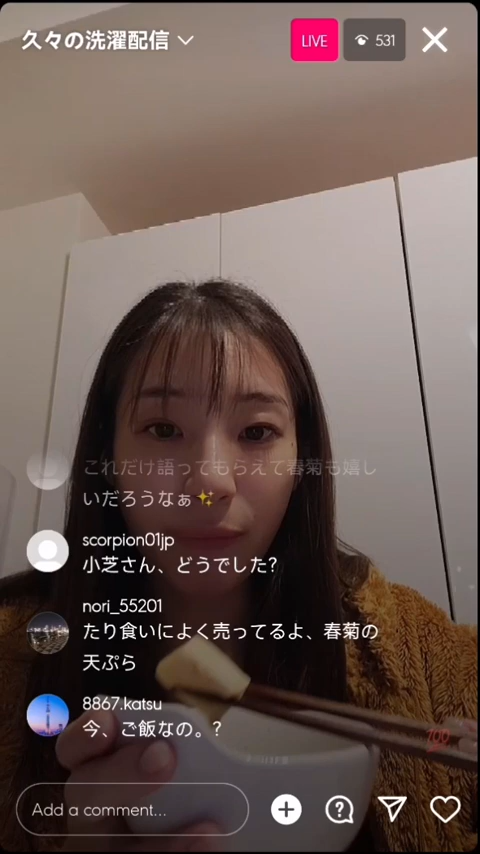 久々の洗濯配信
LIVE
531
これだけ語ってもらえて春菊も嬉し
いだろうなぁ✨
scorpion01jp
小芝さん、どうでした?
nori_55201
たり食いによく売ってるよ、春菊の
天ぷら
8867.katsu
今、ご飯なの。?
💯
Add a comment...